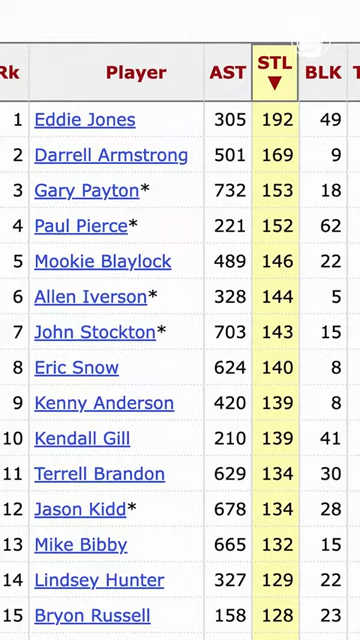 Rk Player AST STL ▼ BLK
1 Eddie Jones 305 192 49
2 Darrell Armstrong 501 169 9
3 Gary Payton* 732 153 18
4 Paul Pierce* 221 152 62
5 Mookie Blaylock 489 146 22
6 Allen Iverson* 328 144 5
7 John Stockton* 703 143 15
8 Eric Snow 624 140 8
9 Kenny Anderson 420 139 8
10 Kendall Gill 210 139 41
11 Terrell Brandon 629 134 30
12 Jason Kidd* 678 134 28
13 Mike Bibby 665 132 15
14 Lindsey Hunter 327 129 22
15 Bryon Russell 158 128 23